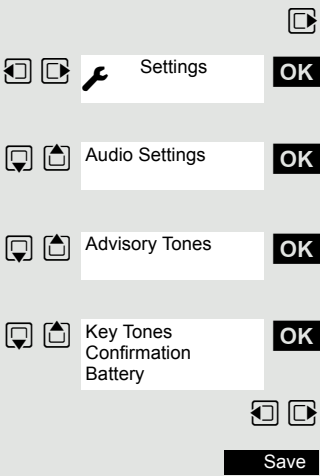 Settings OK
Audio Settings OK
Advisory Tones OK
Key Tones OK
Confirmation
Battery
Save